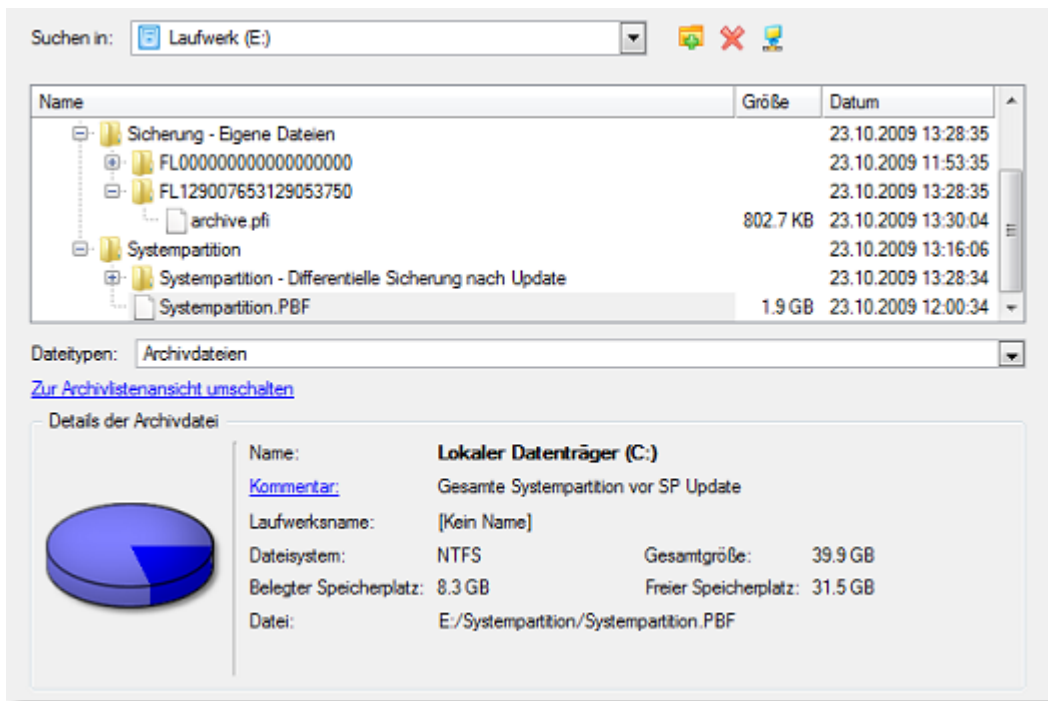 Suchen in: Laufwerk (E:)
Name Größe Datum
Sicherung - Eigene Dateien 23.10.2009 13:28:35
FL000000000000000000 23.10.2009 11:53:35
FL129007653129053750 23.10.2009 13:28:35
archive.pfi 802.7 KB 23.10.2009 13:30:04
Systempartition 23.10.2009 13:16:06
Systempartition - Differentielle Sicherung nach Update 23.10.2009 13:28:34
Systempartition.PBF 1.9 GB 23.10.2009 12:00:34
Dateitypen: Archivdateien
Zur Archivlistenansicht umschalten
Details der Archivdatei
Name: Lokaler Datenträger (C:)
Kommentar: Gesamte Systempartition vor SP Update
Laufwerksname: [Kein Name]
Dateisystem: NTFS Gesamtgröße: 39.9 GB
Belegter Speicherplatz: 8.3 GB Freier Speicherplatz: 31.5 GB
Datei: E:/Systempartition/Systempartition.PBF